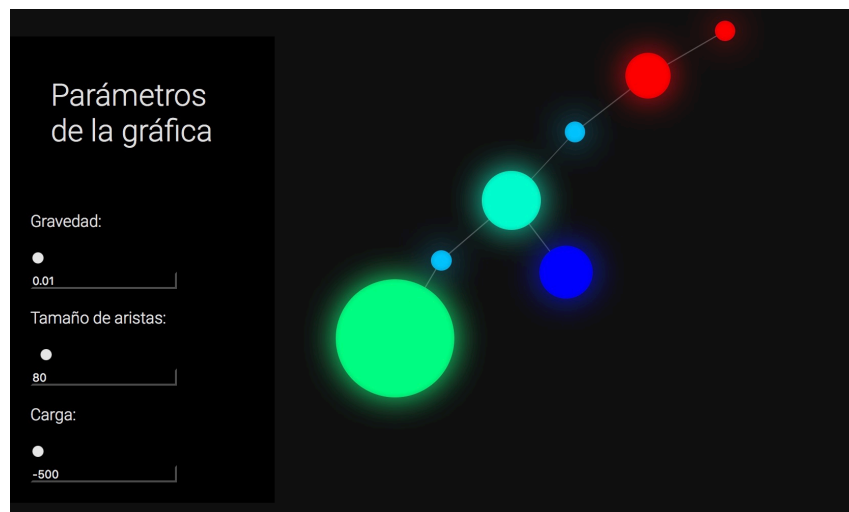 Parámetros
de la gráfica
Gravedad:
0.01
Tamaño de aristas:
80
Carga:
-500